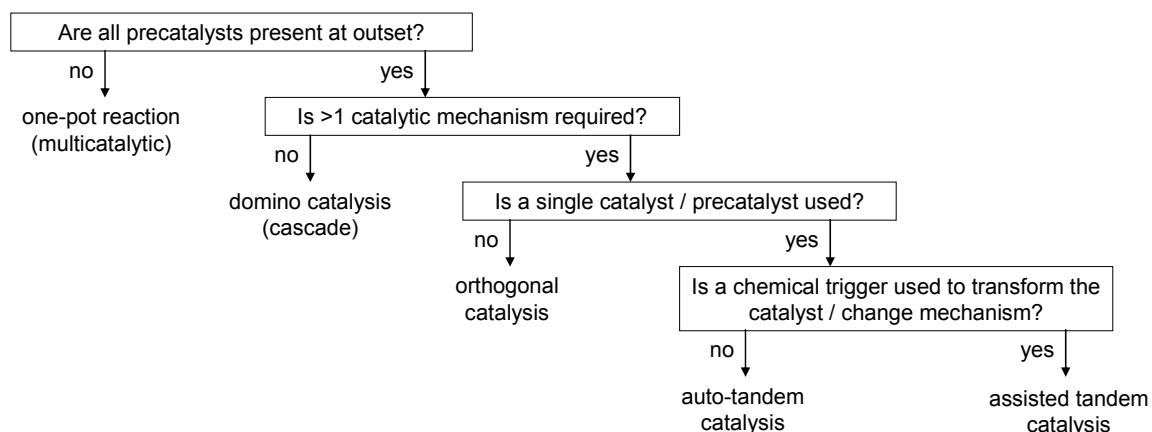 Are all precatalysts present at outset?
no
yes
one-pot reaction
(multicatalytic)
Is >1 catalytic mechanism required?
no
yes
domino catalysis
(cascade)
Is a single catalyst / precatalyst used?
no
yes
orthogonal
catalysis
Is a chemical trigger used to transform the
catalyst / change mechanism?
no
yes
auto-tandem
catalysis
assisted tandem
catalysis